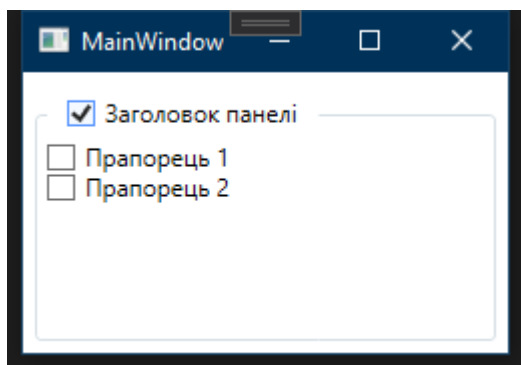 MainWindow
Заголовок панелі
Прапорець 1
Прапорець 2